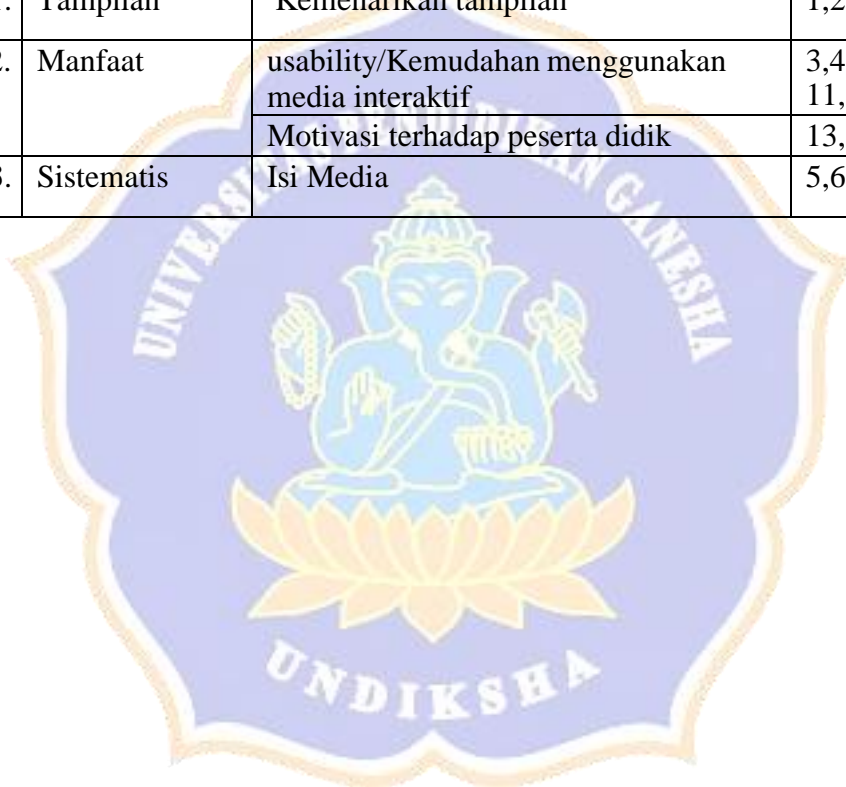 1. Tampilan Kemenarikan tampilan 1,2
2. Manfaat usability/Kemudahan menggunakan 3,4
media interaktif 11,
Motivasi terhadap peserta didik 13,
3. Sistematis Isi Media 5,6
UNIVERSITAS PENDIDIKAN GANESHA
UNDIKSHA